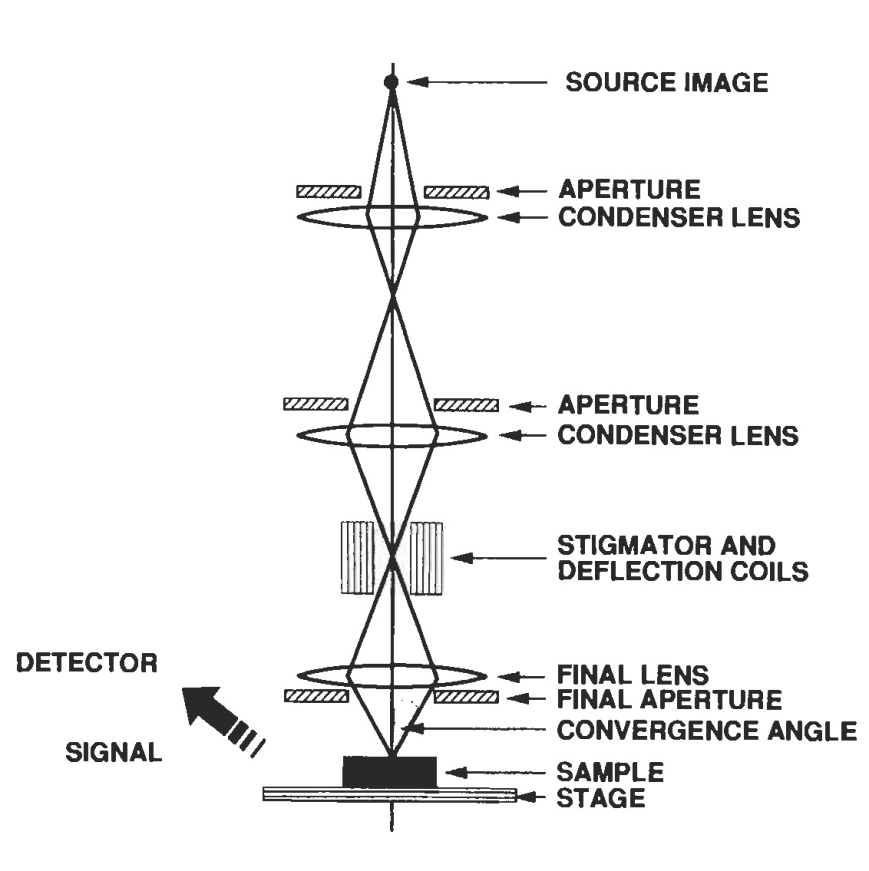 SOURCE IMAGE
APERTURE
CONDENSER LENS
APERTURE
CONDENSER LENS
STIGMATOR AND
DEFLECTION COILS
DETECTOR
FINAL LENS
FINAL APERTURE
CONVERGENCE ANGLE
SIGNAL
SAMPLE
STAGE